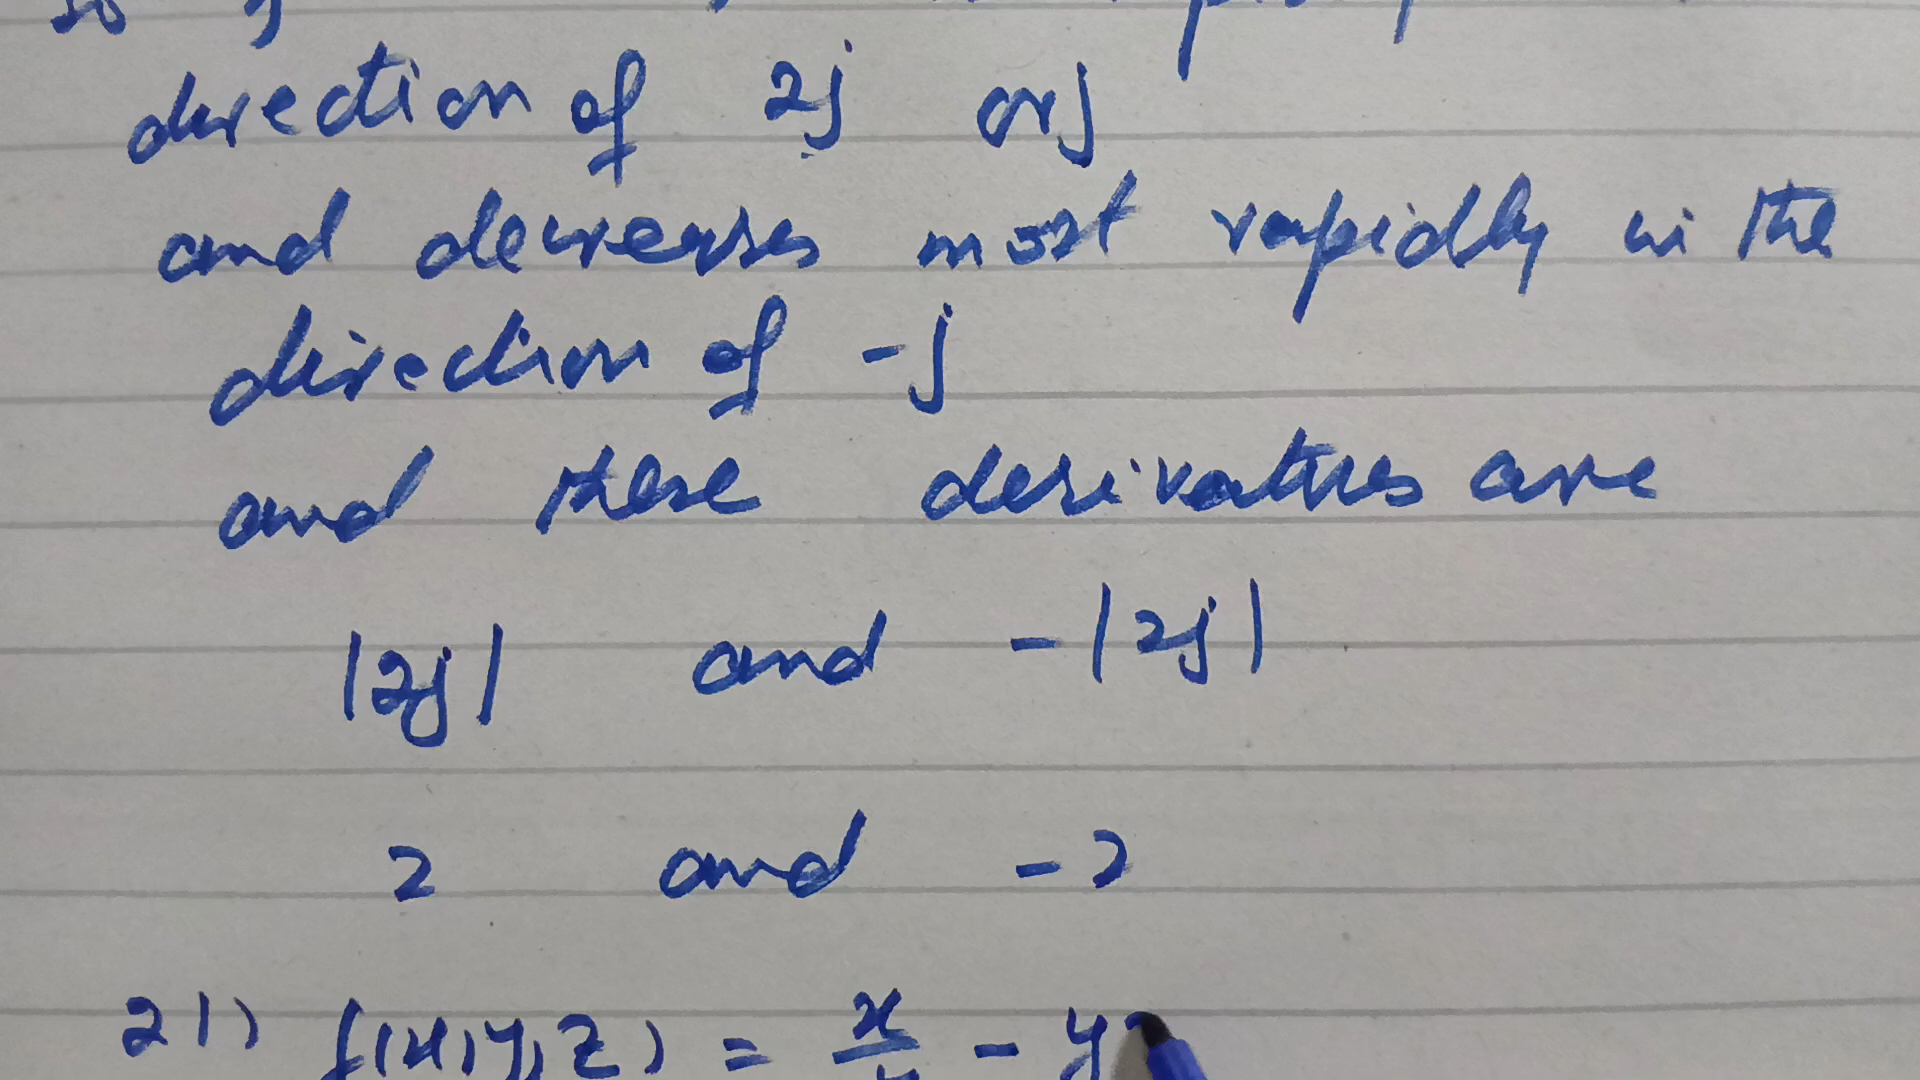 so
direction of 2j or j
and decreases most rapidly in the
direction of -j
and these derivatives are
|2j| and -|2j|
2 and -2
21) f(x,y,z) = x/y - y